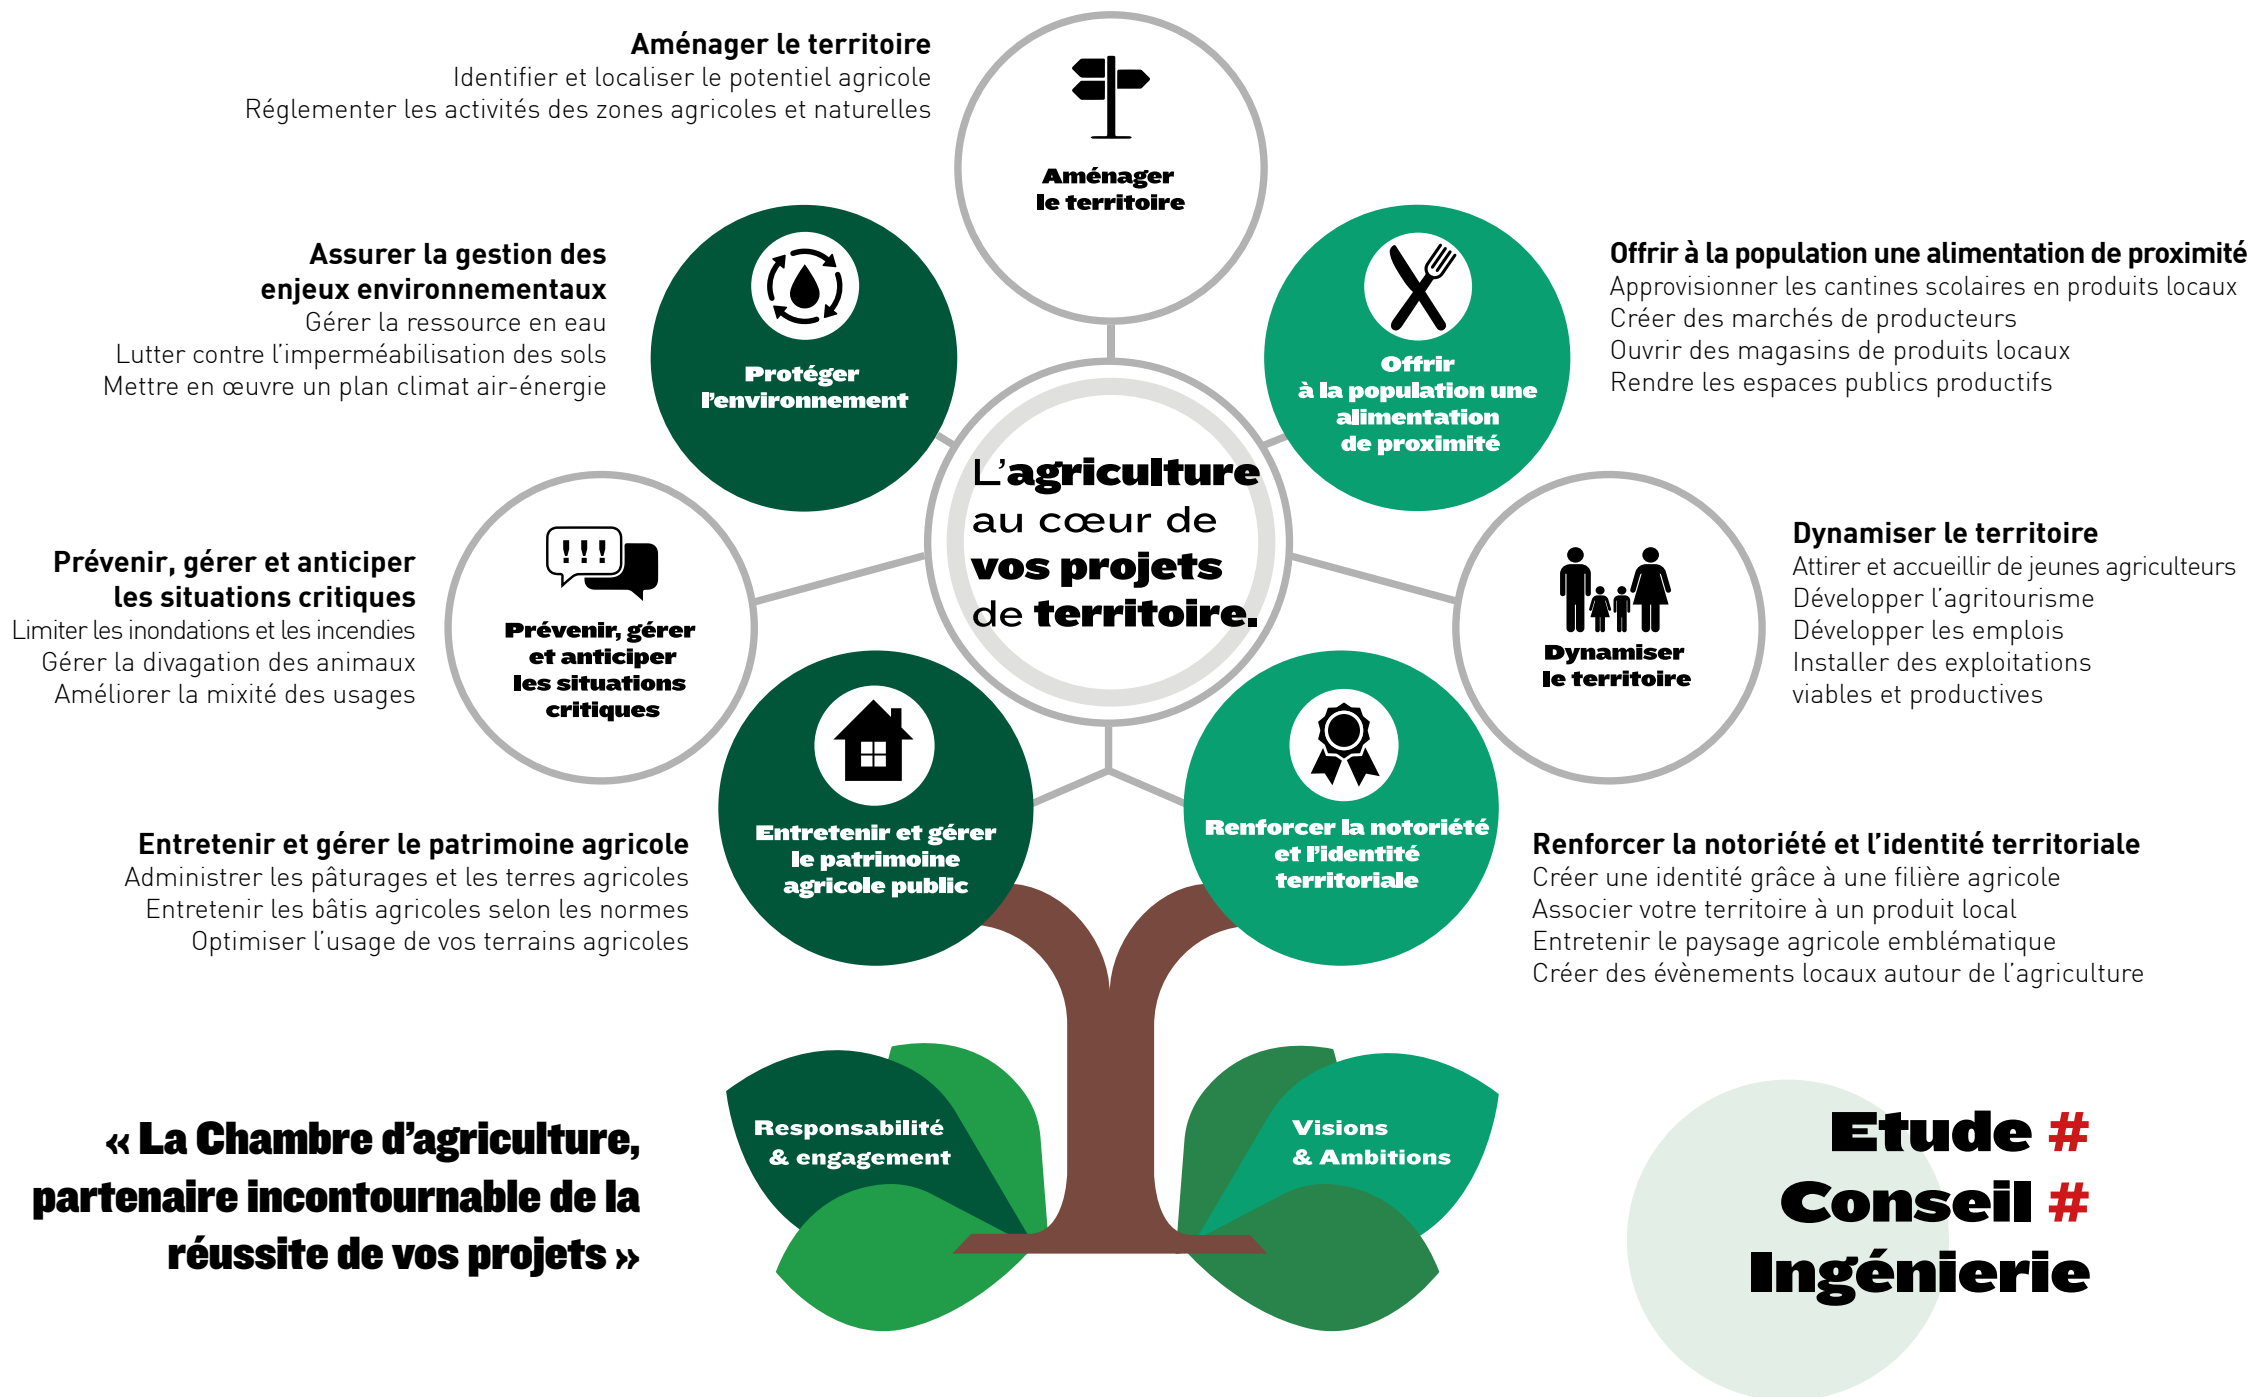 Aménager le territoire
Identifier et localiser le potentiel agricole
Réglementer les activités des zones agricoles et naturelles
Aménager
le territoire
Assurer la gestion des
enjeux environnementaux
Gérer la ressource en eau
Lutter contre l’imperméabilisation des sols
Mettre en œuvre un plan climat air-énergie
Protéger
l’environnement
Offrir
à la population une
alimentation
de proximité
Offrir à la population une alimentation de proximité
Approvisionner les cantines scolaires en produits locaux
Créer des marchés de producteurs
Ouvrir des magasins de produits locaux
Rendre les espaces publics productifs
L’agriculture
au cœur de
vos projets
de territoire.
Prévenir, gérer et anticiper
les situations critiques
Limiter les inondations et les incendies
Gérer la divagation des animaux
Améliorer la mixité des usages
!!!
Prévenir, gérer
et anticiper
les situations
critiques
Dynamiser
le territoire
Dynamiser le territoire
Attirer et accueillir de jeunes agriculteurs
Développer l’agritourisme
Développer les emplois
Installer des exploitations
viables et productives
Entretenir et gérer le patrimoine agricole
Administrer les pâturages et les terres agricoles
Entretenir les bâtis agricoles selon les normes
Optimiser l’usage de vos terrains agricoles
Entretenir et gérer
le patrimoine
agricole public
Renforcer la notoriété
et l’identité
territoriale
Renforcer la notoriété et l’identité territoriale
Créer une identité grâce à une filière agricole
Associer votre territoire à un produit local
Entretenir le paysage agricole emblématique
Créer des évènements locaux autour de l’agriculture
« La Chambre d’agriculture,
partenaire incontournable de la
réussite de vos projets »
Responsabilité
& engagement
Visions
& Ambitions
Etude #
Conseil #
Ingénierie